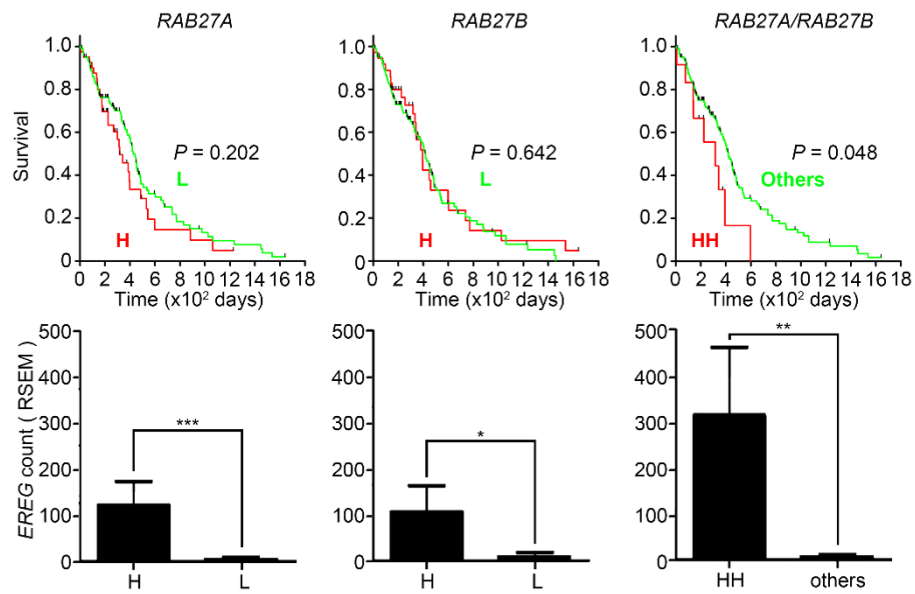 RAB27A
RAB27B
RAB27A/RAB27B
Survival
1.0
0.8
0.6
0.4
0.2
0
P = 0.202
L
H
0 2 4 6 8 10 12 14 16 18
Time (x10² days)
1.0
0.8
0.6
0.4
0.2
0
P = 0.642
L
H
0 2 4 6 8 10 12 14 16 18
Time (x10² days)
1.0
0.8
0.6
0.4
0.2
0
P = 0.048
Others
HH
0 2 4 6 8 10 12 14 16 18
Time (x10² days)
EREG count ( RSEM)
500
400
300
200
100
0
***
H L
500
400
300
200
100
0
*
H L
500
400
300
200
100
0
**
HH others